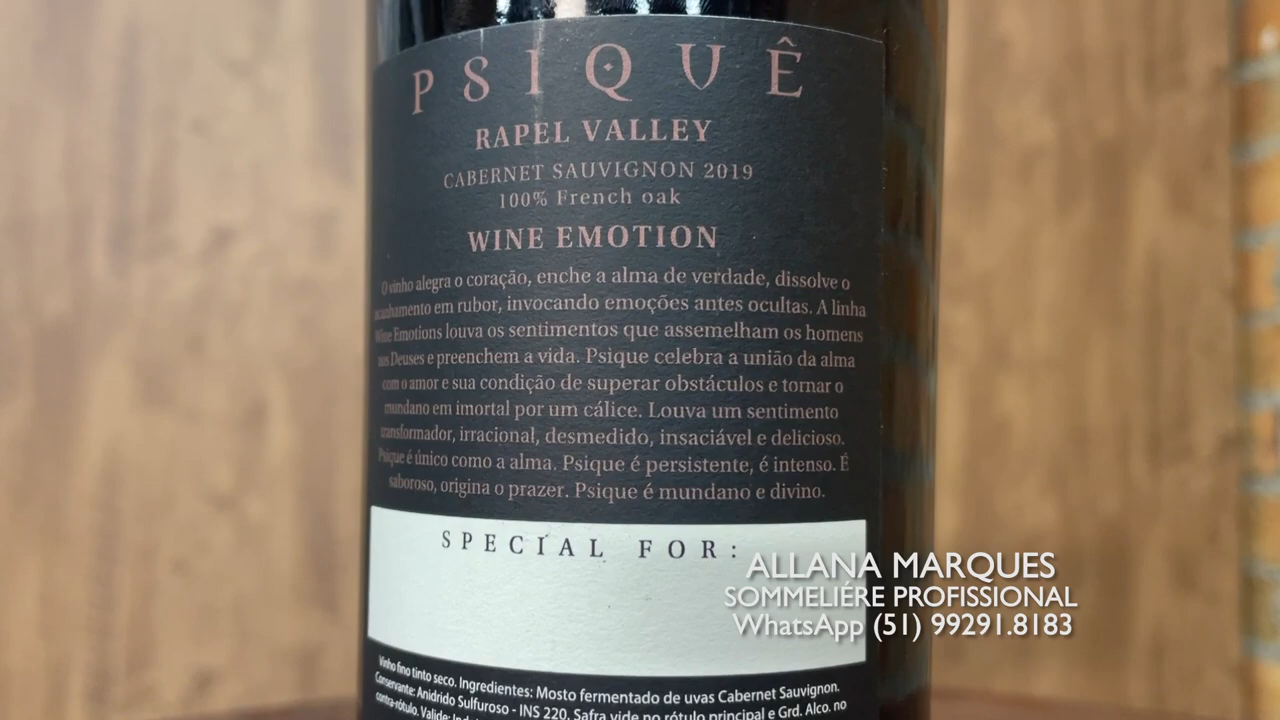 PSIQUÊ
RAPEL VALLEY
CABERNET SAUVIGNON 2019
100% French oak
WINE EMOTION
O vinho alegra o coração, enche a alma de verdade, dissolve o
acanhamento em rubor, invocando emoções antes ocultas. A linha
Wine Emotions louva os sentimentos que assemelham os homens
aos Deuses e preenchem a vida. Psique celebra a união da alma
com o amor e sua condição de superar obstáculos e tornar o
mundano em imortal por um cálice. Louva um sentimento
transformador, irracional, desmedido, insaciável e delicioso.
Psique é único como a alma. Psique é persistente, é intenso. É
saboroso, origina o prazer. Psique é mundano e divino.
SPECIAL FOR:
ALLANA MARQUES
SOMMELIÉRE PROFISSIONAL
WhatsApp (51) 99291.8183
Vinho fino tinto seco. Ingredientes: Mosto fermentado de uvas Cabernet Sauvignon.
Conservante: Anidrido Sulfuroso - INS 220. Safra vide no rótulo principal e Grd. Alco. no
contra-rótulo.